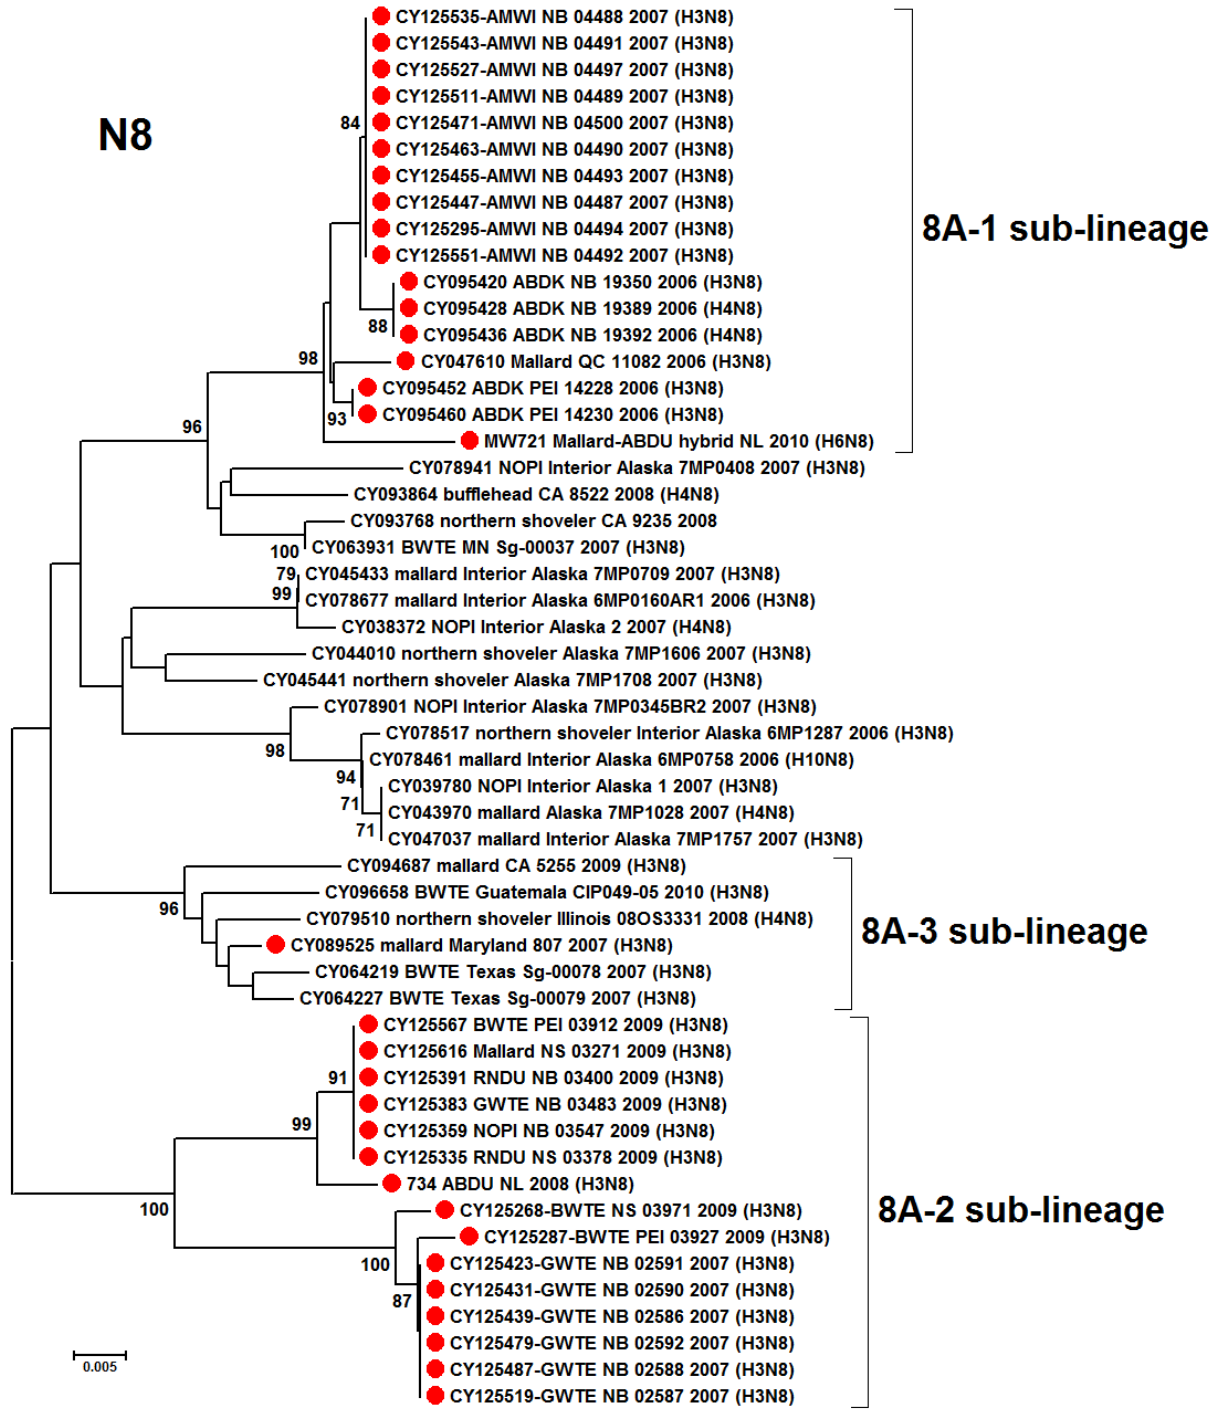 N8
CY125535-AMWI NB 04488 2007 (H3N8)
CY125543-AMWI NB 04491 2007 (H3N8)
CY125527-AMWI NB 04497 2007 (H3N8)
CY125511-AMWI NB 04489 2007 (H3N8)
84
CY125471-AMWI NB 04500 2007 (H3N8)
CY125463-AMWI NB 04490 2007 (H3N8)
CY125455-AMWI NB 04493 2007 (H3N8)
CY125447-AMWI NB 04487 2007 (H3N8)
CY125295-AMWI NB 04494 2007 (H3N8)
CY125551-AMWI NB 04492 2007 (H3N8)
8A-1 sub-lineage
CY095420 ABDK NB 19350 2006 (H3N8)
CY095428 ABDK NB 19389 2006 (H4N8)
88
CY095436 ABDK NB 19392 2006 (H4N8)
98
CY047610 Mallard QC 11082 2006 (H3N8)
CY095452 ABDK PEI 14228 2006 (H3N8)
93
CY095460 ABDK PEI 14230 2006 (H3N8)
96
MW721 Mallard-ABDU hybrid NL 2010 (H6N8)
CY078941 NOPI Interior Alaska 7MP0408 2007 (H3N8)
CY093864 bufflehead CA 8522 2008 (H4N8)
CY093768 northern shoveler CA 9235 2008
100
CY063931 BWTE MN Sg-00037 2007 (H3N8)
79
CY045433 mallard Interior Alaska 7MP0709 2007 (H3N8)
99
CY078677 mallard Interior Alaska 6MP0160AR1 2006 (H3N8)
CY038372 NOPI Interior Alaska 2 2007 (H4N8)
CY044010 northern shoveler Alaska 7MP1606 2007 (H3N8)
CY045441 northern shoveler Alaska 7MP1708 2007 (H3N8)
CY078901 NOPI Interior Alaska 7MP0345BR2 2007 (H3N8)
98
CY078517 northern shoveler Interior Alaska 6MP1287 2006 (H3N8)
CY078461 mallard Interior Alaska 6MP0758 2006 (H10N8)
94
CY039780 NOPI Interior Alaska 1 2007 (H3N8)
71
CY043970 mallard Alaska 7MP1028 2007 (H4N8)
71
CY047037 mallard Interior Alaska 7MP1757 2007 (H3N8)
CY094687 mallard CA 5255 2009 (H3N8)
96
CY096658 BWTE Guatemala CIP049-05 2010 (H3N8)
CY079510 northern shoveler Illinois 08OS3331 2008 (H4N8)
8A-3 sub-lineage
CY089525 mallard Maryland 807 2007 (H3N8)
CY064219 BWTE Texas Sg-00078 2007 (H3N8)
CY064227 BWTE Texas Sg-00079 2007 (H3N8)
CY125567 BWTE PEI 03912 2009 (H3N8)
CY125616 Mallard NS 03271 2009 (H3N8)
91
CY125391 RNDU NB 03400 2009 (H3N8)
CY125383 GWTE NB 03483 2009 (H3N8)
99
CY125359 NOPI NB 03547 2009 (H3N8)
CY125335 RNDU NS 03378 2009 (H3N8)
734 ABDU NL 2008 (H3N8)
100
CY125268-BWTE NS 03971 2009 (H3N8)
8A-2 sub-lineage
CY125287-BWTE PEI 03927 2009 (H3N8)
100
CY125423-GWTE NB 02591 2007 (H3N8)
CY125431-GWTE NB 02590 2007 (H3N8)
87
CY125439-GWTE NB 02586 2007 (H3N8)
CY125479-GWTE NB 02592 2007 (H3N8)
CY125487-GWTE NB 02588 2007 (H3N8)
CY125519-GWTE NB 02587 2007 (H3N8)
0.005